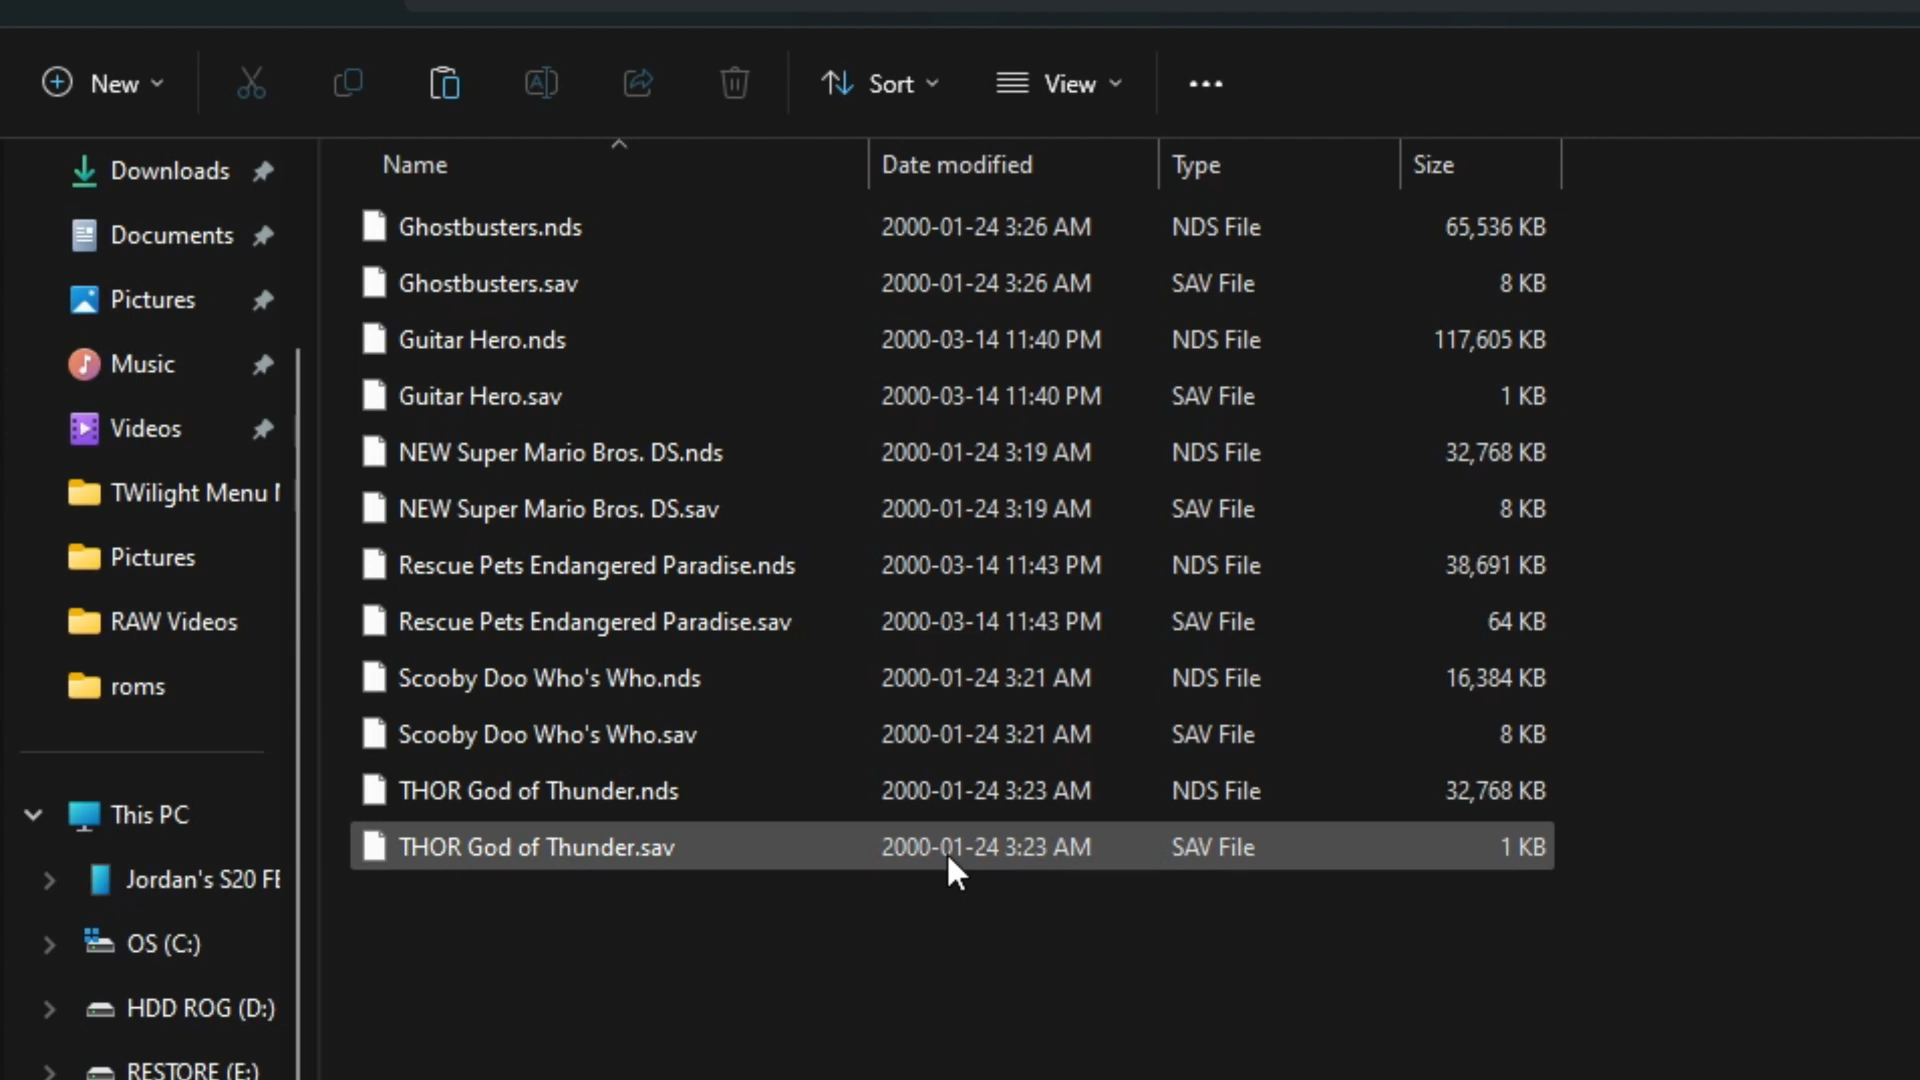 New
Sort
View
Name
Date modified
Type
Size
Downloads
Documents
Pictures
Music
Videos
TWilight Menu
Pictures
RAW Videos
roms
This PC
Jordan's S20 FE
OS (C:)
HDD ROG (D:)
RESTORE (E:)
Ghostbusters.nds 2000-01-24 3:26 AM NDS File 65,536 KB
Ghostbusters.sav 2000-01-24 3:26 AM SAV File 8 KB
Guitar Hero.nds 2000-03-14 11:40 PM NDS File 117,605 KB
Guitar Hero.sav 2000-03-14 11:40 PM SAV File 1 KB
NEW Super Mario Bros. DS.nds 2000-01-24 3:19 AM NDS File 32,768 KB
NEW Super Mario Bros. DS.sav 2000-01-24 3:19 AM SAV File 8 KB
Rescue Pets Endangered Paradise.nds 2000-03-14 11:43 PM NDS File 38,691 KB
Rescue Pets Endangered Paradise.sav 2000-03-14 11:43 PM SAV File 64 KB
Scooby Doo Who's Who.nds 2000-01-24 3:21 AM NDS File 16,384 KB
Scooby Doo Who's Who.sav 2000-01-24 3:21 AM SAV File 8 KB
THOR God of Thunder.nds 2000-01-24 3:23 AM NDS File 32,768 KB
THOR God of Thunder.sav 2000-01-24 3:23 AM SAV File 1 KB